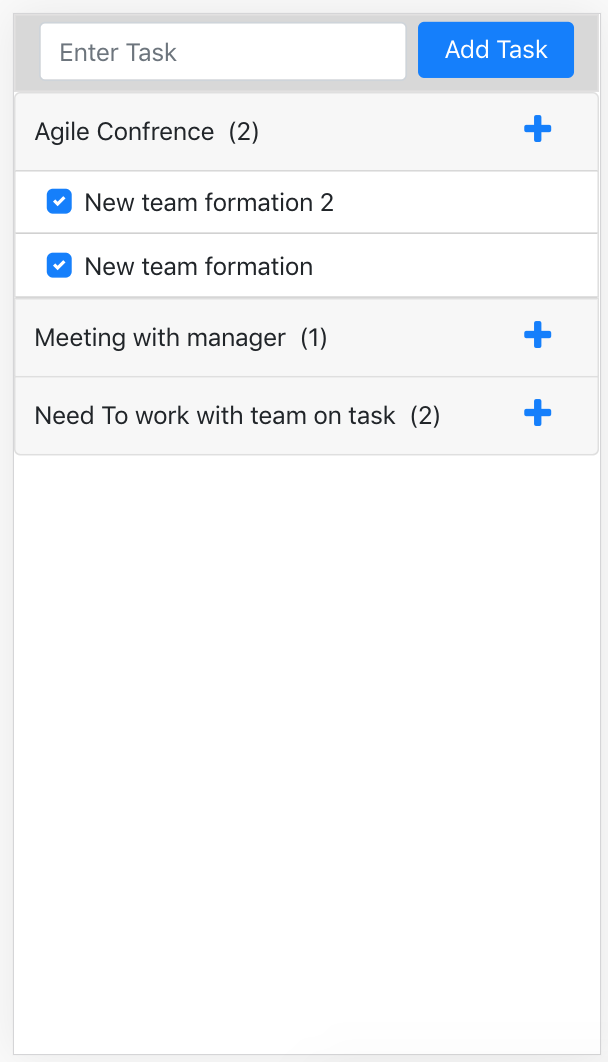 Enter Task
Add Task
Agile Confrence (2)
New team formation 2
New team formation
Meeting with manager (1)
Need To work with team on task (2)